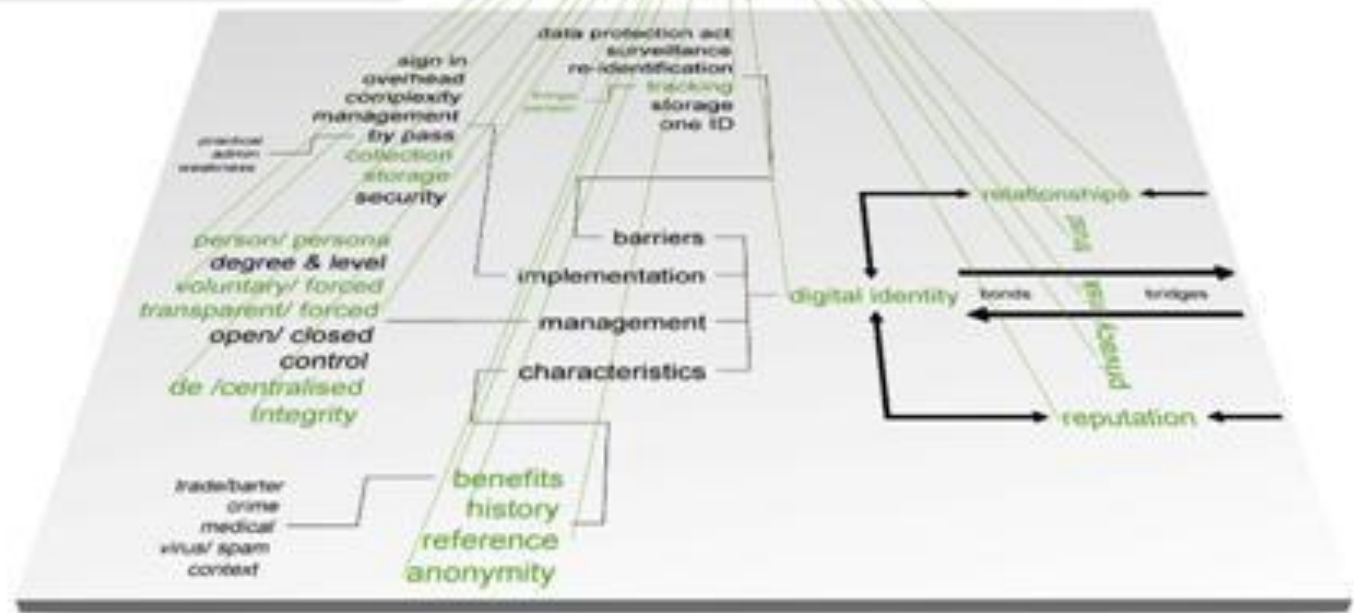 data protection act
surveillance
re-identification
tracking
storage
one ID
sign in
overhead
complexity
management
by pass
collection
storage
security
practical
admin
weakness
person/ persona
degree & level
voluntary/ forced
transparent/ forced
open/ closed
control
de /centralised
Integrity
barriers
implementation
management
characteristics
benefits
history
reference
anonymity
trade/barter
crime
medical
virus/ spam
context
digital identity
bonds
bridges
relationships
trust
risk
privacy
reputation